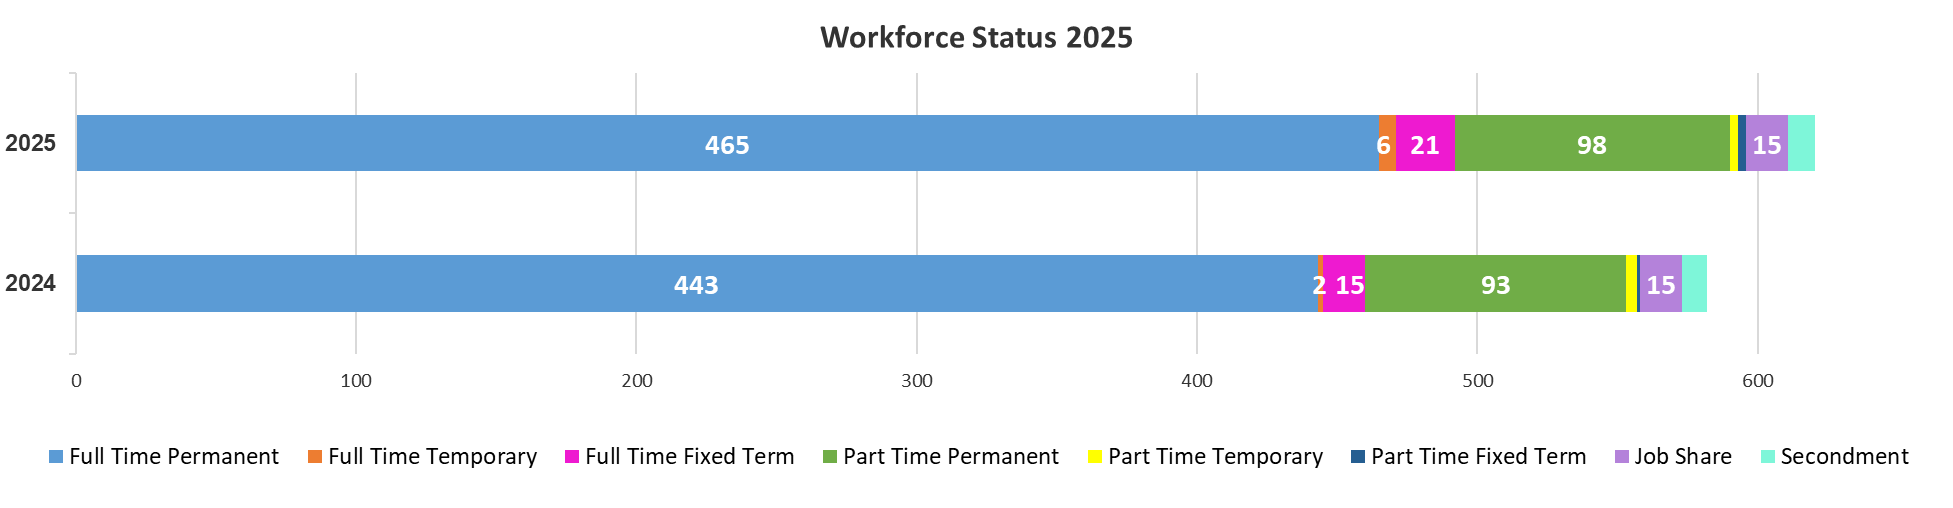 Workforce Status 2025
2025 465 6 21 98 15
2024 443 2 15 93 15
0 100 200 300 400 500 600
Full Time Permanent Full Time Temporary Full Time Fixed Term Part Time Permanent Part Time Temporary Part Time Fixed Term Job Share Secondment